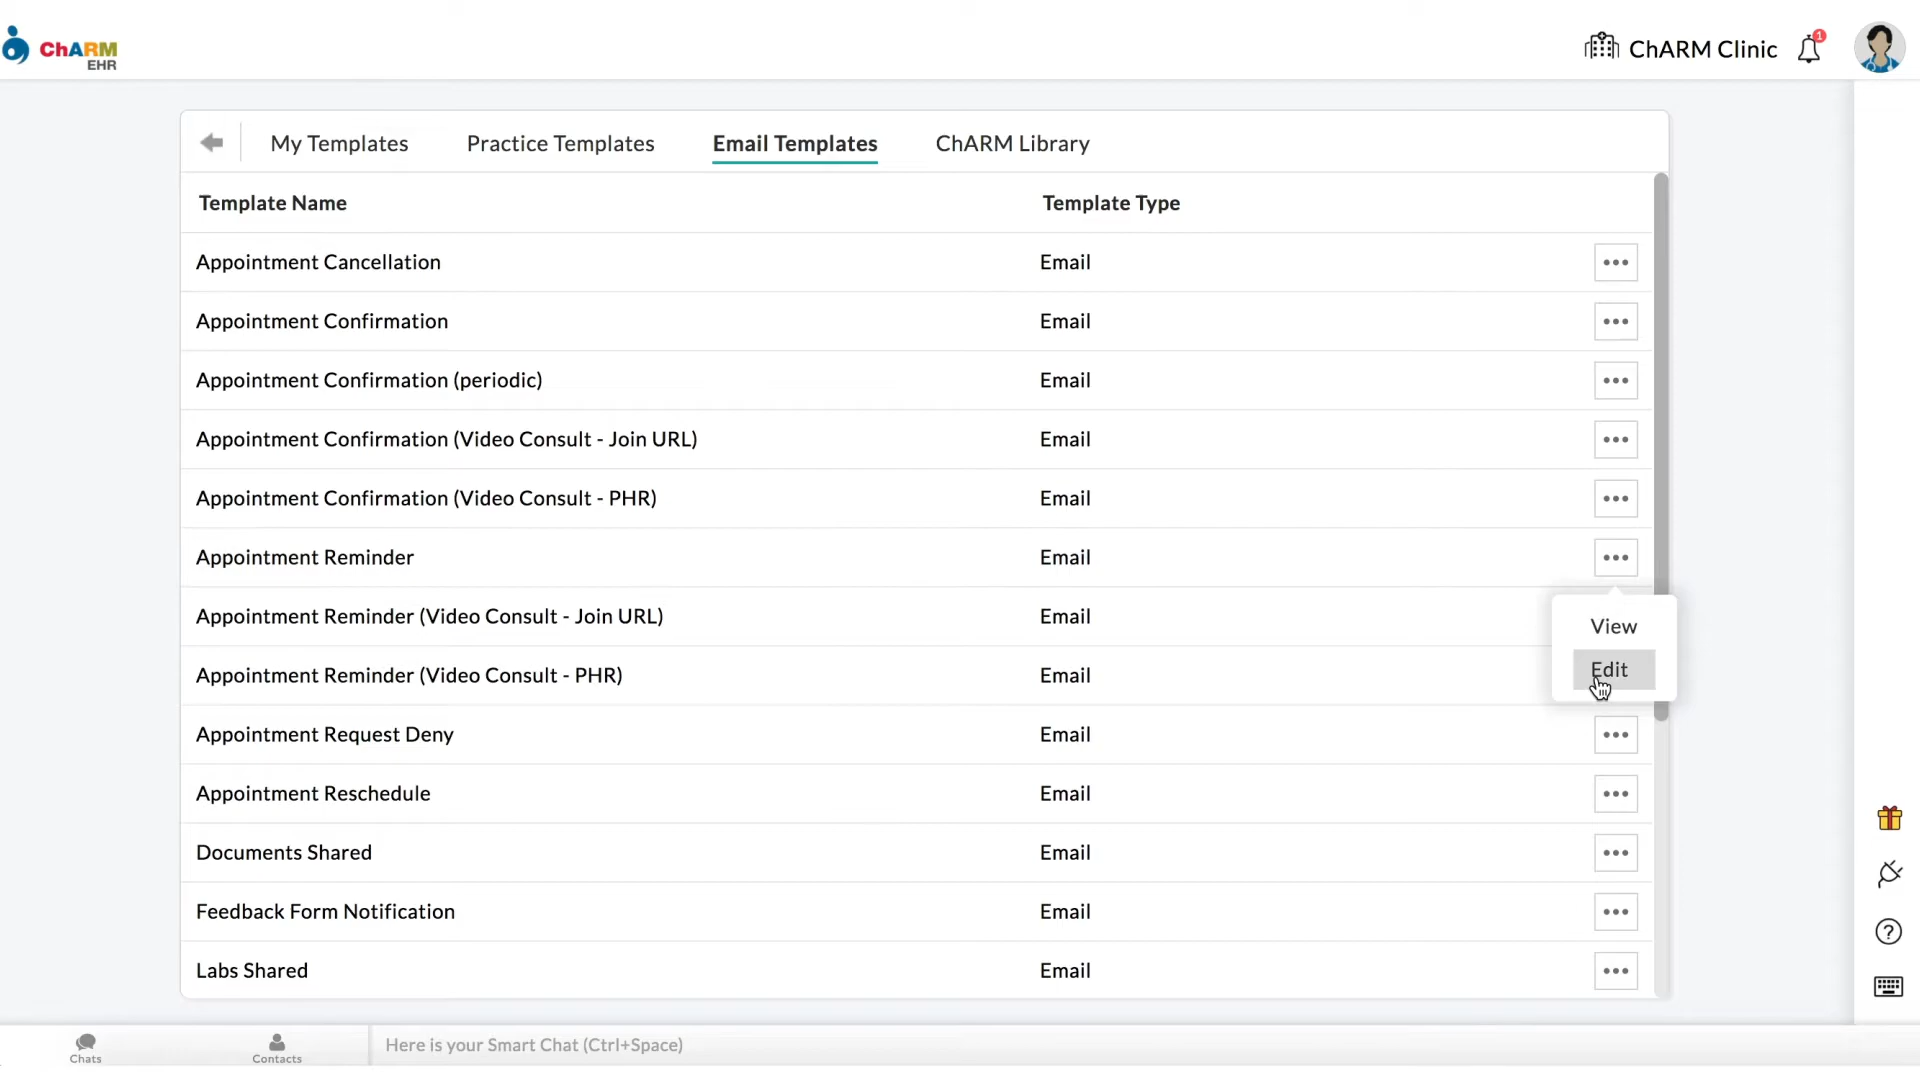 ChARM
EHR
ChARM Clinic
1
My Templates
Practice Templates
Email Templates
ChARM Library
Template Name
Template Type
Appointment Cancellation
Email
Appointment Confirmation
Email
Appointment Confirmation (periodic)
Email
Appointment Confirmation (Video Consult - Join URL)
Email
Appointment Confirmation (Video Consult - PHR)
Email
Appointment Reminder
Email
Appointment Reminder (Video Consult - Join URL)
Email
View
Appointment Reminder (Video Consult - PHR)
Email
Edit
Appointment Request Deny
Email
Appointment Reschedule
Email
Documents Shared
Email
Feedback Form Notification
Email
Labs Shared
Email
Chats
Contacts
Here is your Smart Chat (Ctrl+Space)